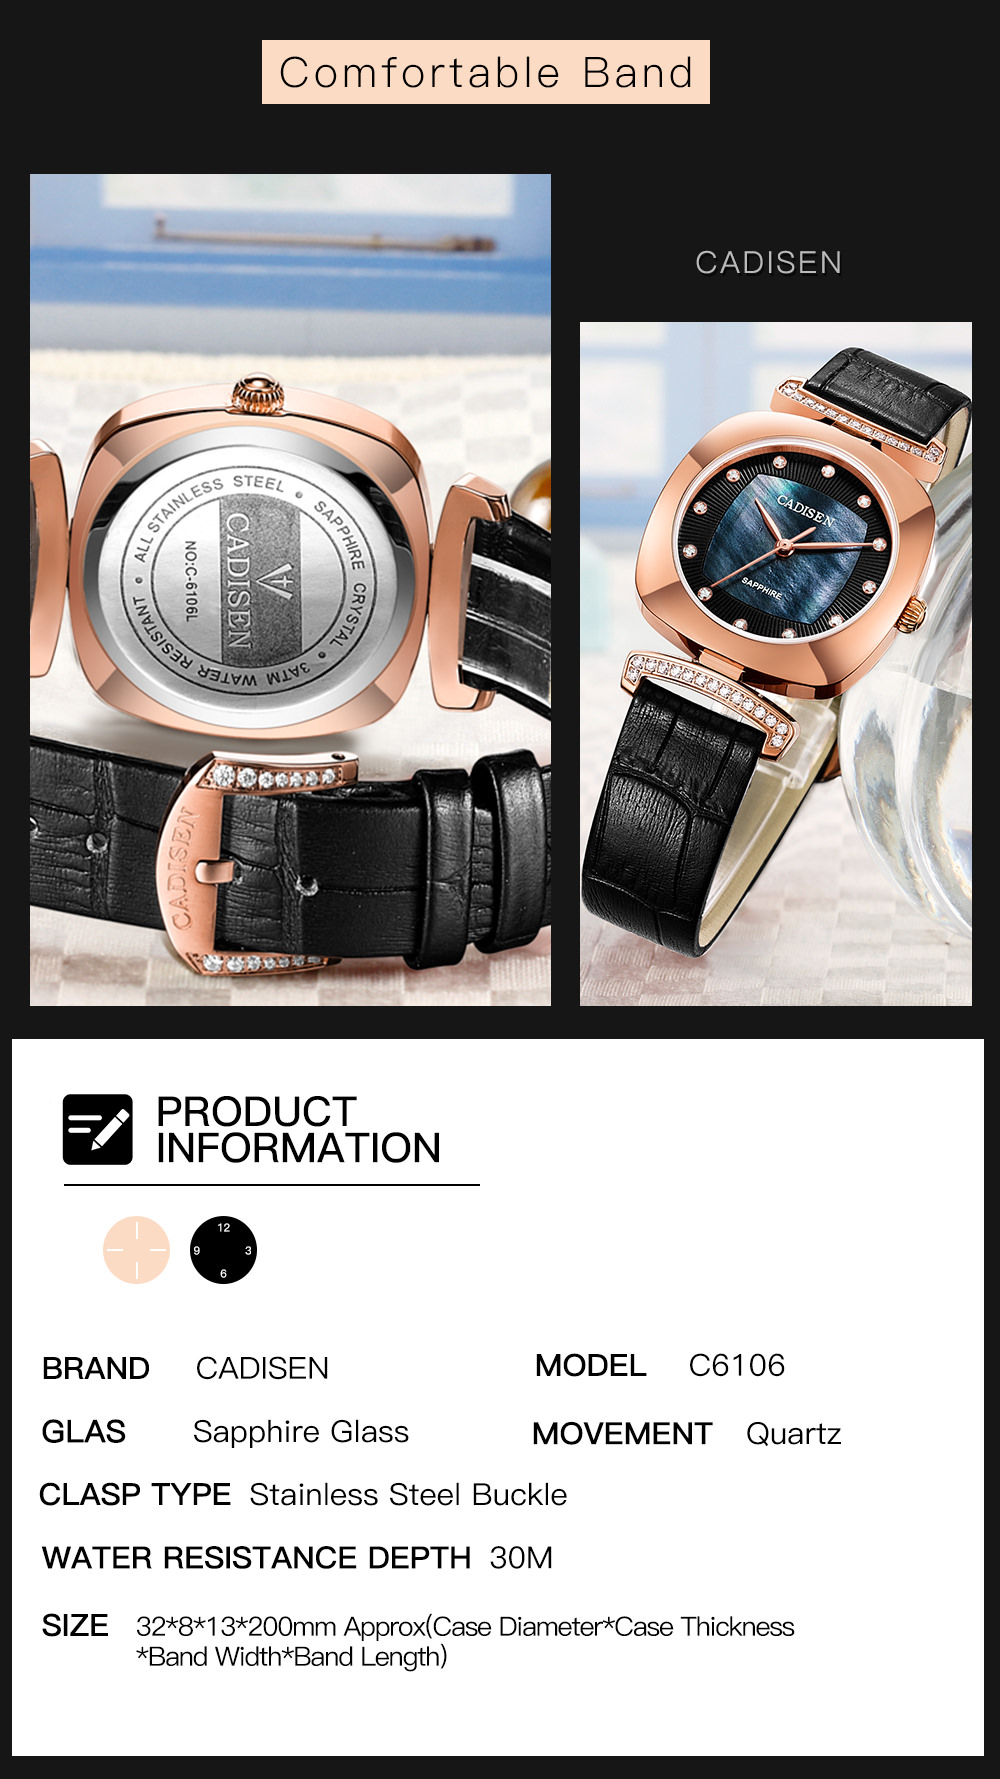 Comfortable Band
CADISEN
ALL STAINLESS STEEL • SAPPHIRE CRYSTAL • 3ATM WATER RESISTANT •
CADISEN
NO:C-6106L
CADISEN
CADISEN
SAPPHIRE
PRODUCT
INFORMATION
12
9 3
6
BRAND CADISEN
MODEL C6106
GLAS Sapphire Glass
MOVEMENT Quartz
CLASP TYPE Stainless Steel Buckle
WATER RESISTANCE DEPTH 30M
SIZE 32*8*13*200mm Approx(Case Diameter*Case Thickness
*Band Width*Band Length)